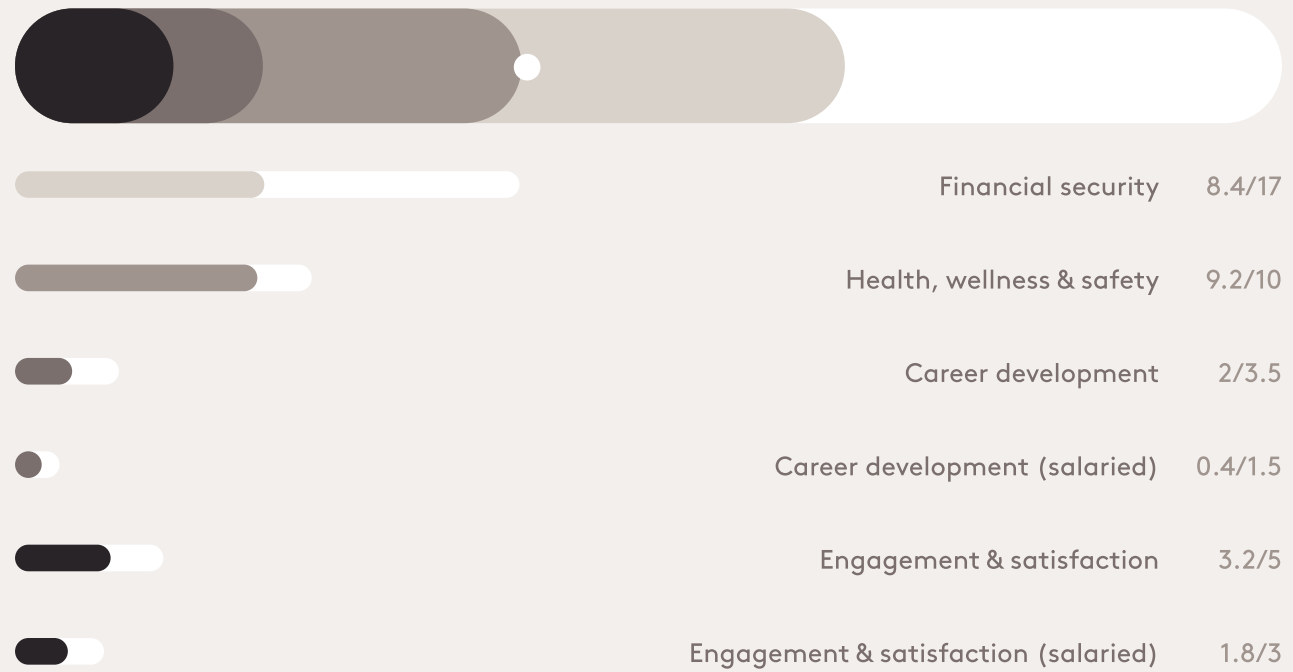 Financial security 8.4/17
Health, wellness & safety 9.2/10
Career development 2/3.5
Career development (salaried) 0.4/1.5
Engagement & satisfaction 3.2/5
Engagement & satisfaction (salaried) 1.8/3